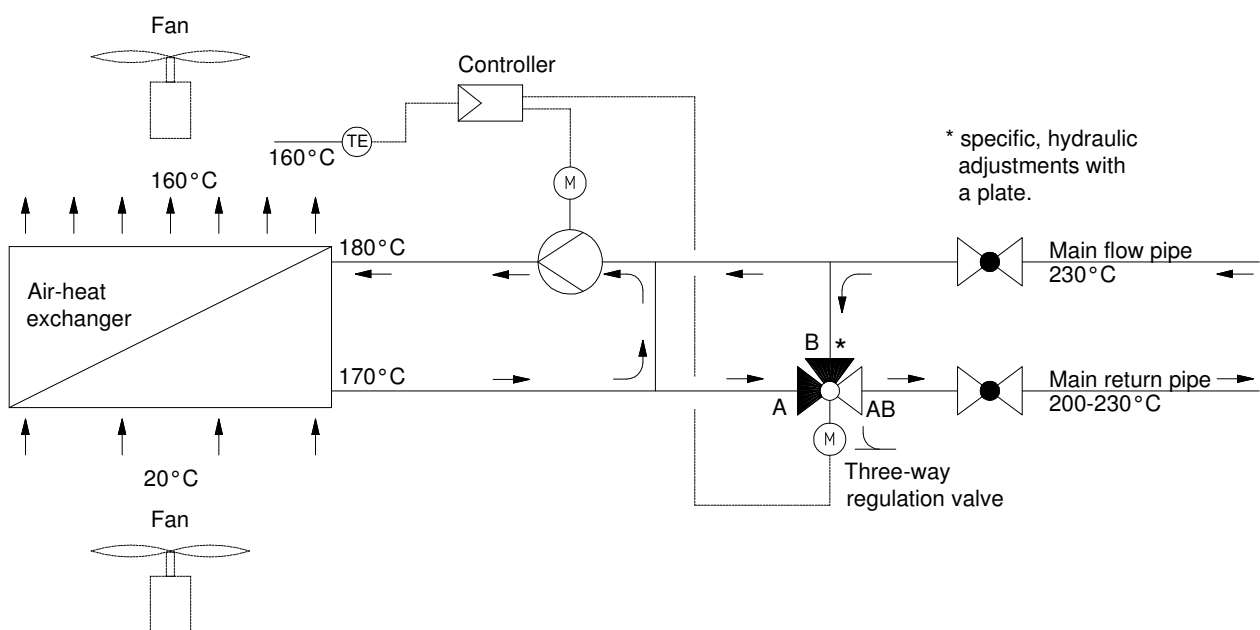 Fan
Controller
TE
160°C
* specific, hydraulic
adjustments with
a plate.
160°C
M
180°C
Main flow pipe
230°C
Air-heat
exchanger
B
*
170°C
Main return pipe
200-230°C
A
AB
M
20°C
Three-way
regulation valve
Fan